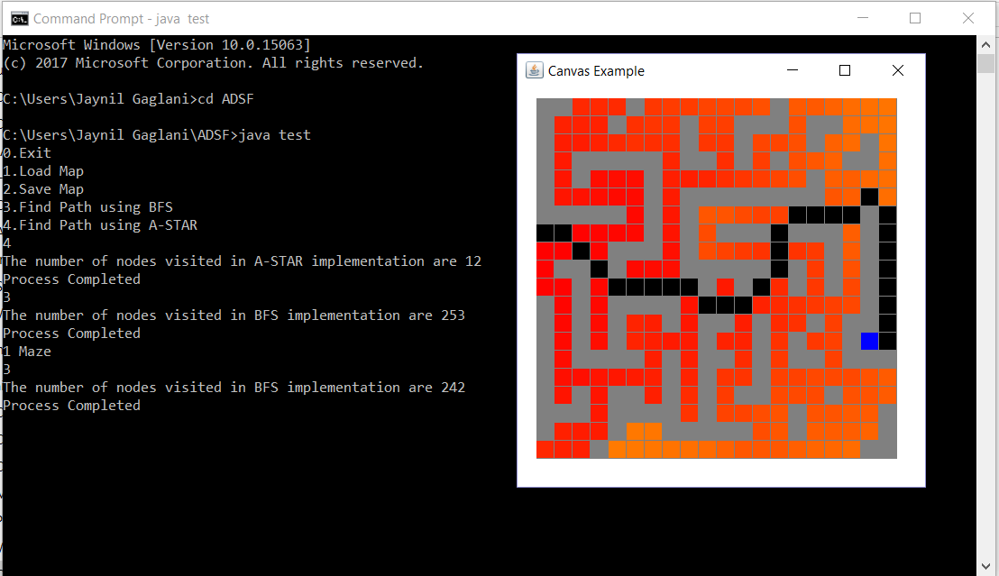 Command Prompt - java  test
Microsoft Windows [Version 10.0.15063]
(c) 2017 Microsoft Corporation. All rights reserved.
C:\Users\Jaynil Gaglani>cd ADSF
C:\Users\Jaynil Gaglani\ADSF>java test
0.Exit
1.Load Map
2.Save Map
3.Find Path using BFS
4.Find Path using A-STAR
4
The number of nodes visited in A-STAR implementation are 12
Process Completed
3
The number of nodes visited in BFS implementation are 253
Process Completed
1 Maze
3
The number of nodes visited in BFS implementation are 242
Process Completed
Canvas Example